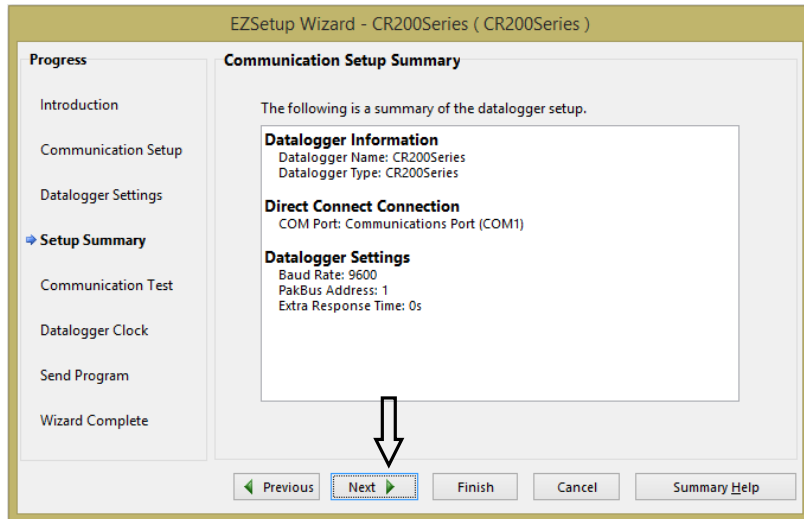 EZSetup Wizard - CR200Series ( CR200Series )
Progress
Introduction
Communication Setup
Datalogger Settings
Setup Summary
Communication Test
Datalogger Clock
Send Program
Wizard Complete
Communication Setup Summary
The following is a summary of the datalogger setup.
Datalogger Information
Datalogger Name: CR200Series
Datalogger Type: CR200Series
Direct Connect Connection
COM Port: Communications Port (COM1)
Datalogger Settings
Baud Rate: 9600
PakBus Address: 1
Extra Response Time: 0s
Previous Next Finish Cancel Summary Help